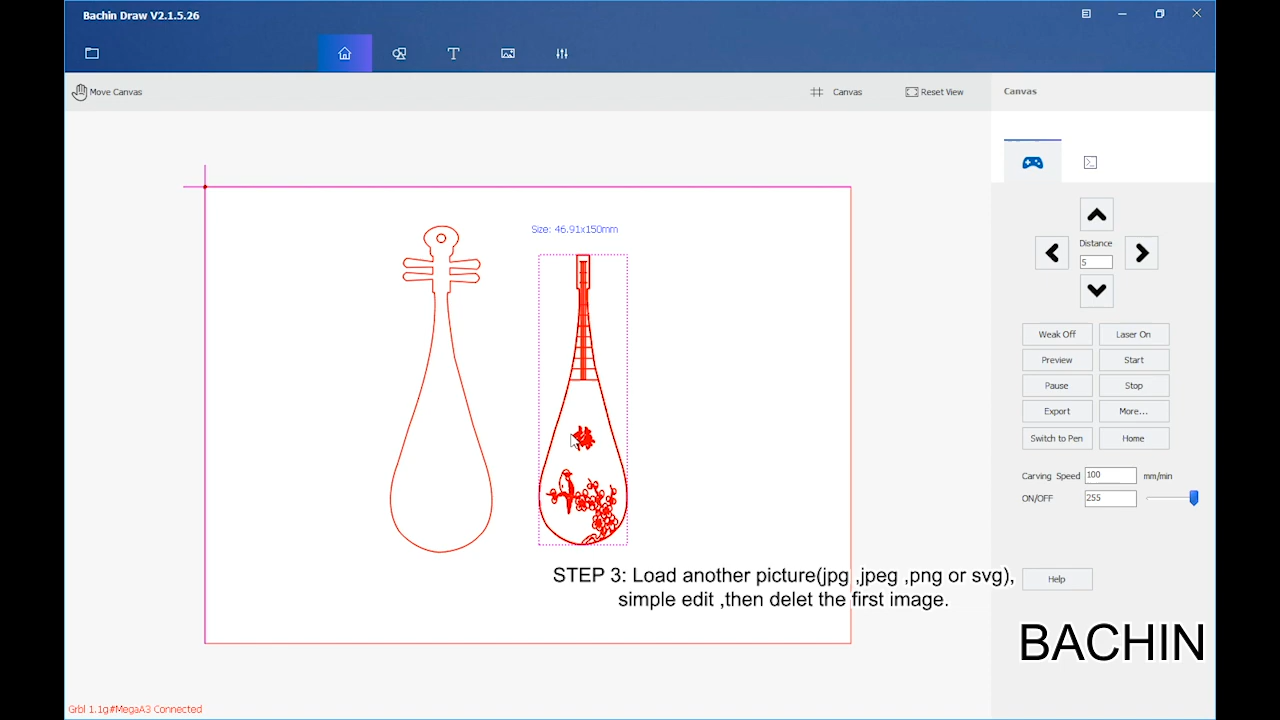 Bachin Draw V2.1.5.26
Move Canvas
Canvas
Reset View
Canvas
Size: 46.91x150mm
Distance
5
Weak Off
Laser On
Preview
Start
Pause
Stop
Export
More...
Switch to Pen
Home
Carving Speed 100 mm/min
ON/OFF 255
STEP 3: Load another picture(jpg ,jpeg ,png or svg),
simple edit ,then delet the first image.
Help
BACHIN
Grbl 1.1g#MegaA3 Connected